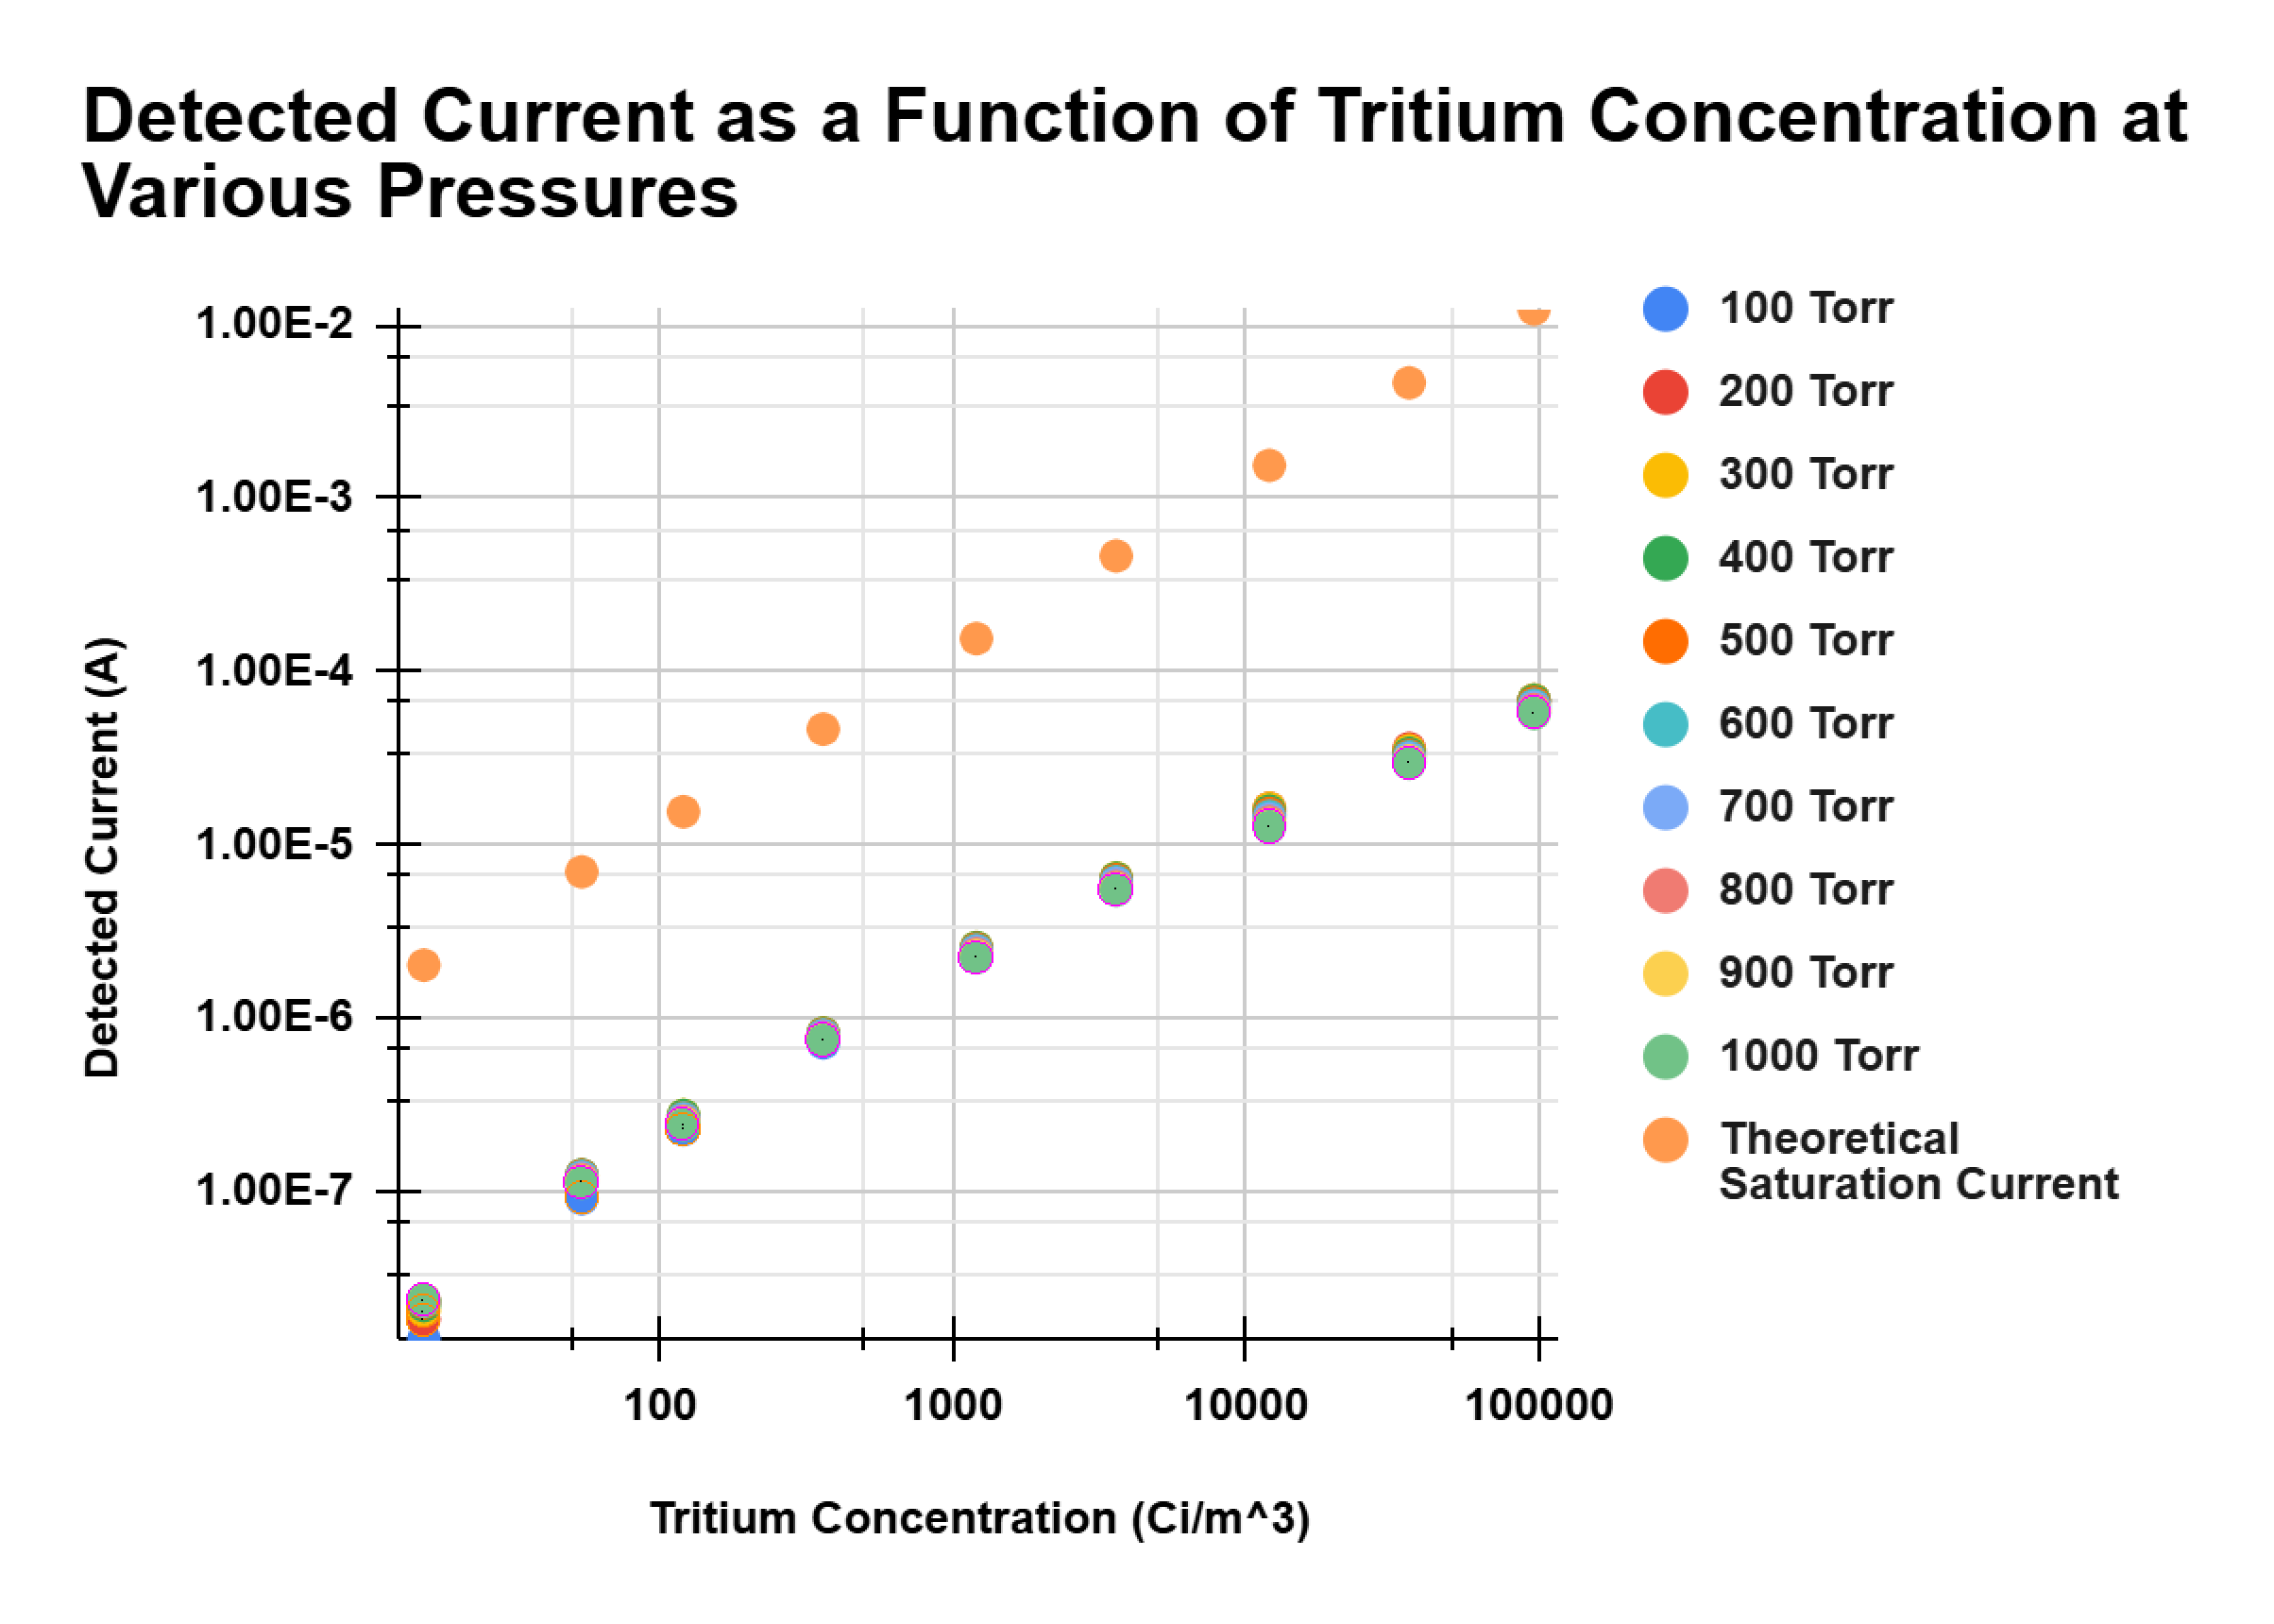 Detected Current as a Function of Tritium Concentration at
Various Pressures
1.00E-2
1.00E-3
1.00E-4
1.00E-5
1.00E-6
1.00E-7
Detected Current (A)
100
1000
10000
100000
Tritium Concentration (Ci/m^3)
100 Torr
200 Torr
300 Torr
400 Torr
500 Torr
600 Torr
700 Torr
800 Torr
900 Torr
1000 Torr
Theoretical
Saturation Current